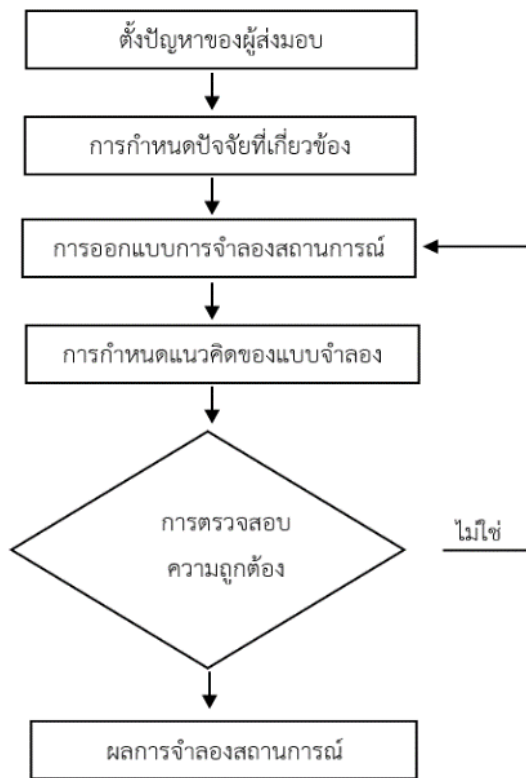 ตั้งปัญหาของผู้ส่งมอบ
การกำหนดปัจจัยที่เกี่ยวข้อง
การออกแบบการจำลองสถานการณ์
การกำหนดแนวคิดของแบบจำลอง
การตรวจสอบ
ความถูกต้อง
ไม่ใช่
ผลการจำลองสถานการณ์